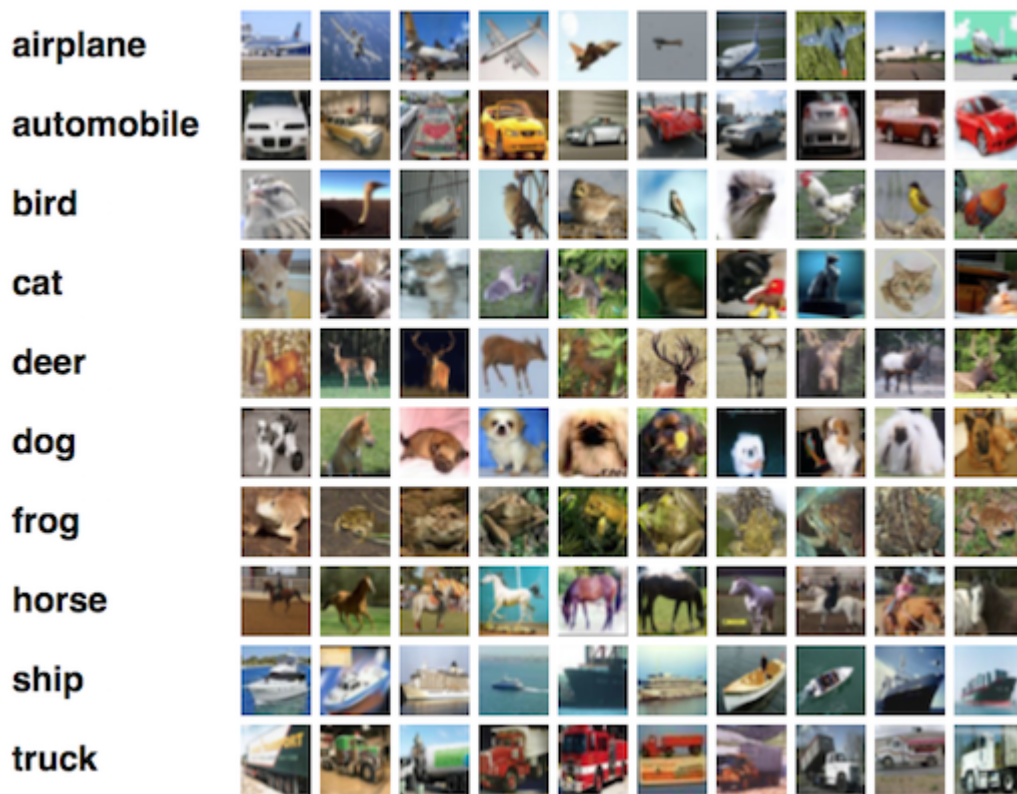 airplane
automobile
bird
cat
deer
dog
frog
horse
ship
truck